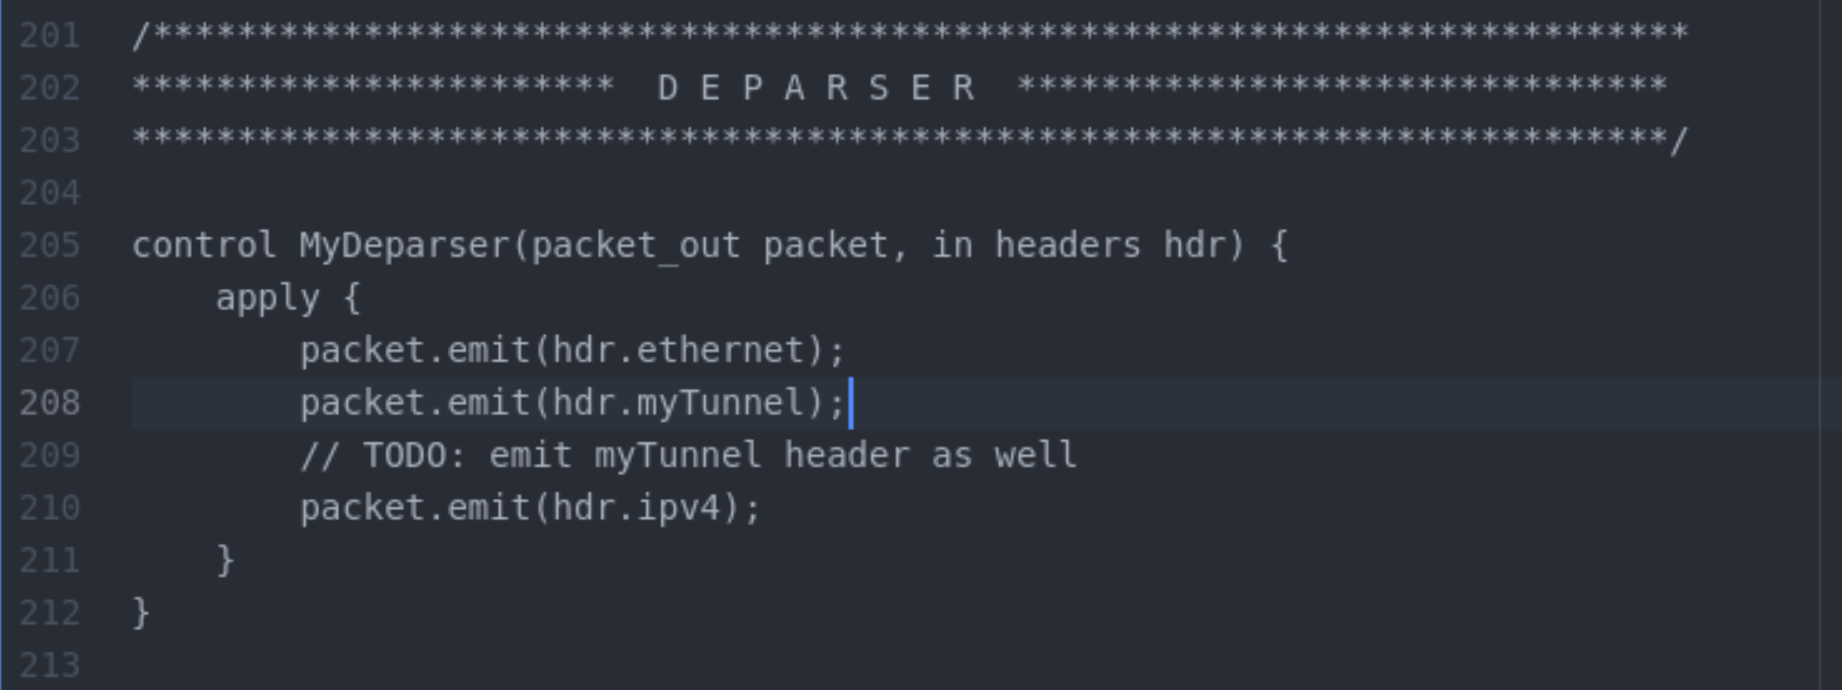 201 /*************************************************************************
202 ***********************  D E P A R S E R  *******************************
203 *************************************************************************/
204
205 control MyDeparser(packet_out packet, in headers hdr) {
206     apply {
207         packet.emit(hdr.ethernet);
208         packet.emit(hdr.myTunnel);
209         // TODO: emit myTunnel header as well
210         packet.emit(hdr.ipv4);
211     }
212 }
213